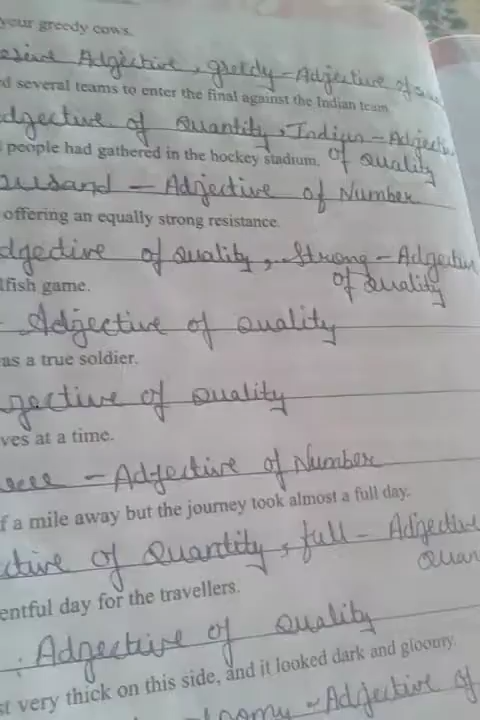 your greedy cows.
Adjective, greedy - Adjective of
several teams to enter the final against the Indian team
Adjective of Quantity, Indian - Adjective
of Quality
people had gathered in the hockey stadium.
- Adjective of Number
offering an equally strong resistance.
of Quality, Strong - Adjective
of Quality
lfish game.
- Adjective of Quality
as a true soldier.
of Quality
ves at a time.
- Adjective of Number
f a mile away but the journey took almost a full day.
ctive of Quantity, full - Adjective
Quan
entful day for the travellers.
: Adjective of Quality
st very thick on this side, and it looked dark and gloomy.
- Adjective of